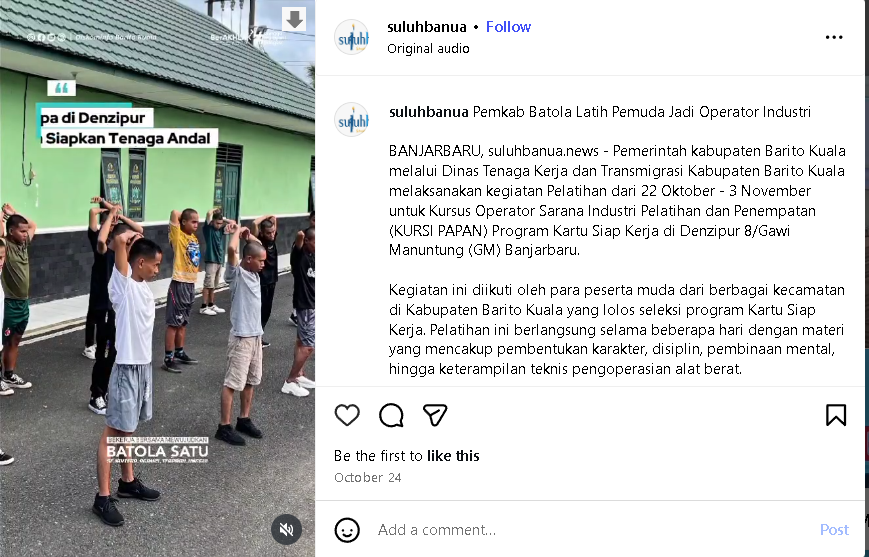 BerAKHLAK
pa di Denzipur
Siapkan Tenaga Andal
BEKERJA BERSAMA MEWUJUDKAN
BATOLA SATU
suluhbanua • Follow
Original audio
suluhbanua Pemkab Batola Latih Pemuda Jadi Operator Industri
BANJARBARU, suluhbanua.news - Pemerintah kabupaten Barito Kuala
melalui Dinas Tenaga Kerja dan Transmigrasi Kabupaten Barito Kuala
melaksanakan kegiatan Pelatihan dari 22 Oktober - 3 November
untuk Kursus Operator Sarana Industri Pelatihan dan Penempatan
(KURSI PAPAN) Program Kartu Siap Kerja di Denzipur 8/Gawi
Manuntung (GM) Banjarbaru.
Kegiatan ini diikuti oleh para peserta muda dari berbagai kecamatan
di Kabupaten Barito Kuala yang lolos seleksi program Kartu Siap
Kerja. Pelatihan ini berlangsung selama beberapa hari dengan materi
yang mencakup pembentukan karakter, disiplin, pembinaan mental,
hingga keterampilan teknis pengoperasian alat berat.
Be the first to like this
October 24
Add a comment...
Post